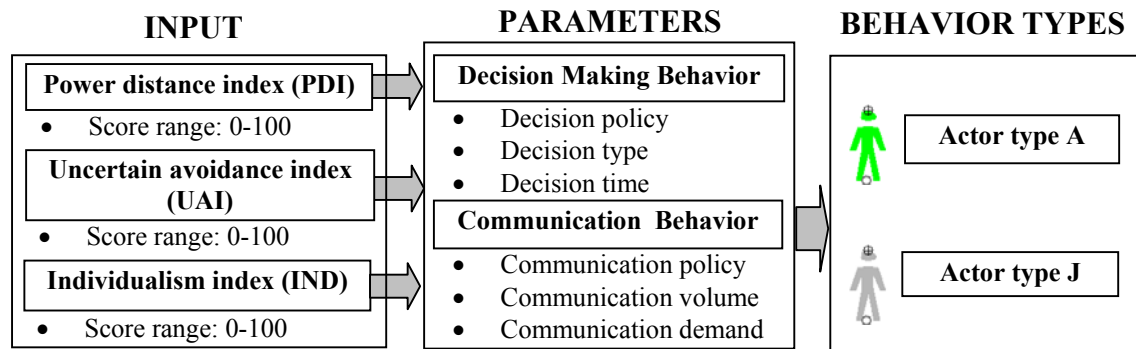 INPUT
Power distance index (PDI)
• Score range: 0-100
Uncertain avoidance index
(UAI)
• Score range: 0-100
Individualism index (IND)
• Score range: 0-100
PARAMETERS
Decision Making Behavior
• Decision policy
• Decision type
• Decision time
Communication Behavior
• Communication policy
• Communication volume
• Communication demand
BEHAVIOR TYPES
Actor type A
Actor type J